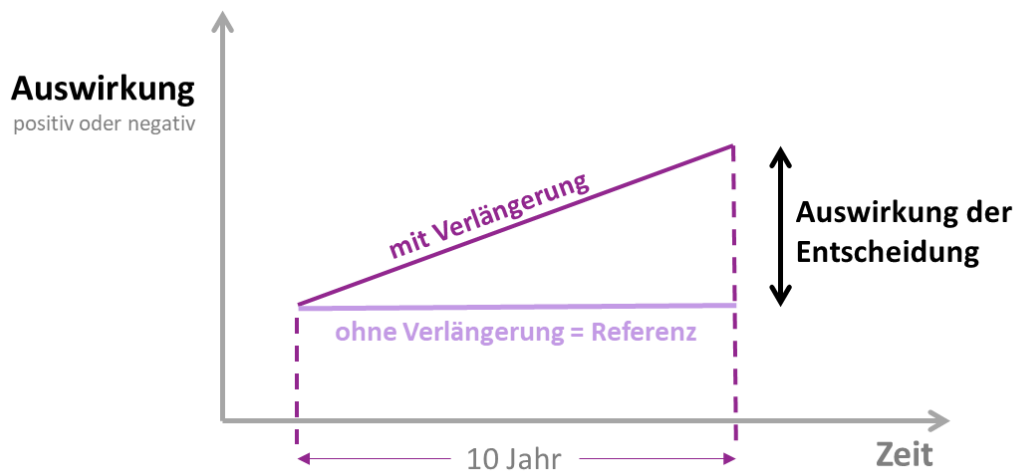 Auswirkung
positiv oder negativ
mit Verlängerung
Auswirkung der
Entscheidung
ohne Verlängerung = Referenz
10 Jahr
Zeit